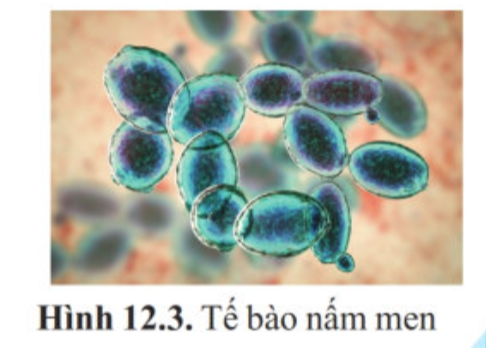 Hình 12.3. Tế bào nấm men